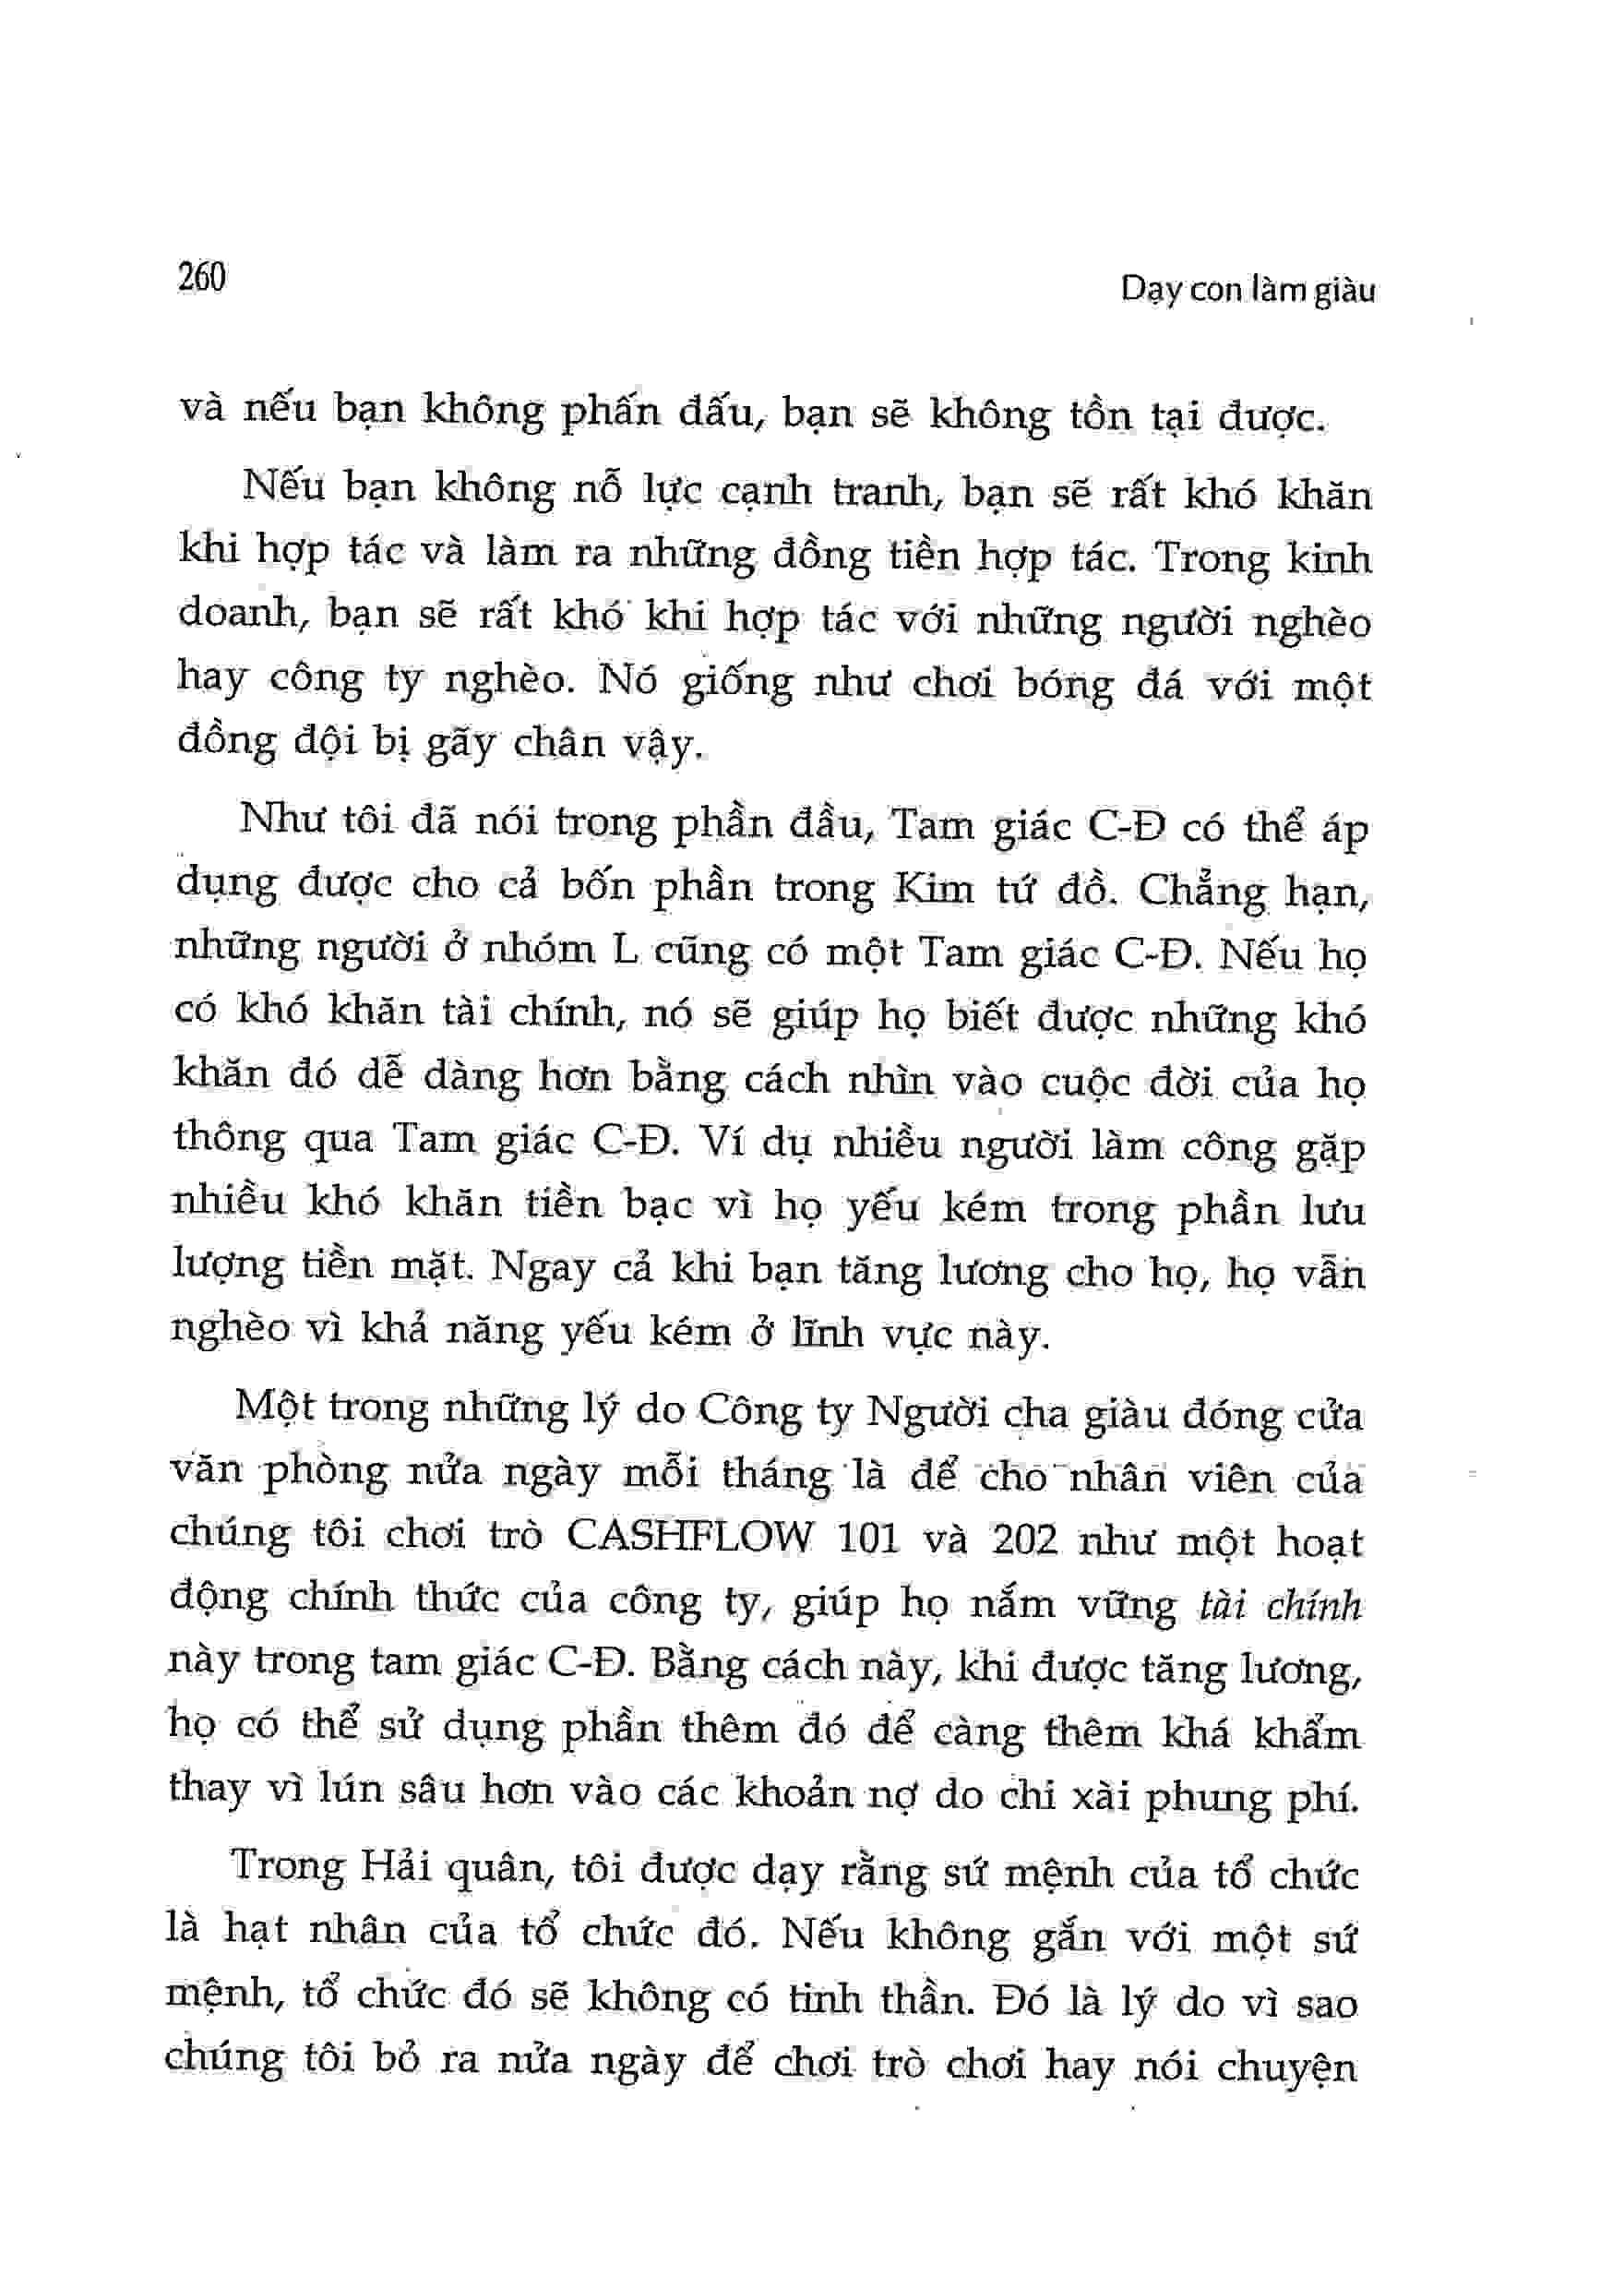 260
Dạy con làm giàu
và nếu bạn không phấn đấu, bạn sẽ không tồn tại được.
Nếu bạn không nỗ lực cạnh tranh, bạn sẽ rất khó khăn
khi hợp tác và làm ra những đồng tiền hợp tác. Trong kinh
doanh, bạn sẽ rất khó khi hợp tác với những người nghèo
hay công ty nghèo. Nó giống như chơi bóng đá với một
đồng đội bị gãy chân vậy.
Như tôi đã nói trong phần đầu, Tam giác C-Đ có thể áp
dụng được cho cả bốn phần trong Kim tứ đồ. Chẳng hạn,
những người ở nhóm L cũng có một Tam giác C-Đ. Nếu họ
có khó khăn tài chính, nó sẽ giúp họ biết được những khó
khăn đó dễ dàng hơn bằng cách nhìn vào cuộc đời của họ
thông qua Tam giác C-Đ. Ví dụ nhiều người làm công gặp
nhiều khó khăn tiền bạc vì họ yếu kém trong phần lưu
lượng tiền mặt. Ngay cả khi bạn tăng lương cho họ, họ vẫn
nghèo vì khả năng yếu kém ở lĩnh vực này.
Một trong những lý do Công ty Người cha giàu đóng cửa
văn phòng nửa ngày mỗi tháng là để cho nhân viên của
chúng tôi chơi trò CASHFLOW 101 và 202 như một hoạt
động chính thức của công ty, giúp họ nắm vững tài chính
này trong tam giác C-Đ. Bằng cách này, khi được tăng lương,
họ có thể sử dụng phần thêm đó để càng thêm khá khẩm
thay vì lún sâu hơn vào các khoản nợ do chi xài phung phí.
Trong Hải quân, tôi được dạy rằng sứ mệnh của tổ chức
là hạt nhân của tổ chức đó. Nếu không gắn với một sứ
mệnh, tổ chức đó sẽ không có tinh thần. Đó là lý do vì sao
chúng tôi bỏ ra nửa ngày để chơi trò chơi hay nói chuyện